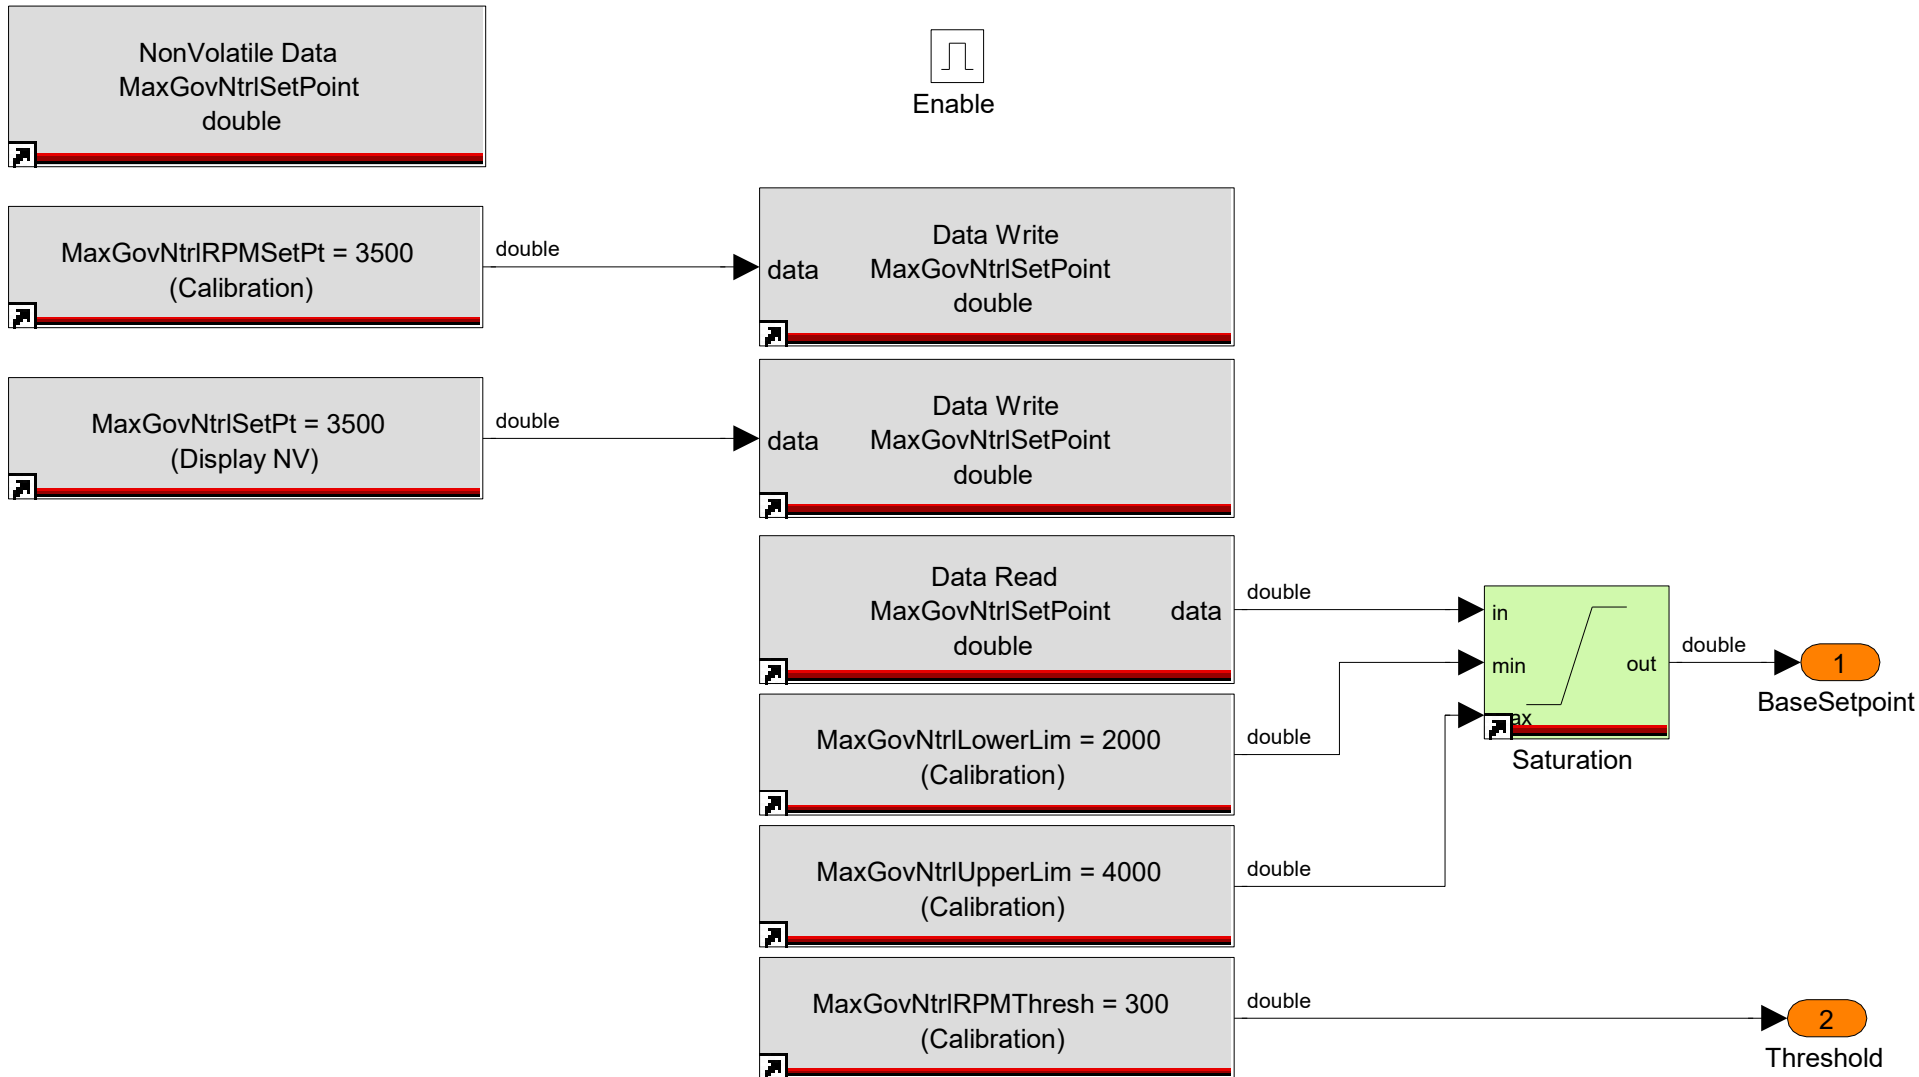 NonVolatile Data
MaxGovNtrlSetPoint
double
Enable
MaxGovNtrlRPMSetPt = 3500
(Calibration)
double
data
Data Write
MaxGovNtrlSetPoint
double
MaxGovNtrlSetPt = 3500
(Display NV)
double
data
Data Write
MaxGovNtrlSetPoint
double
Data Read
MaxGovNtrlSetPoint
double
data
double
MaxGovNtrlLowerLim = 2000
(Calibration)
double
MaxGovNtrlUpperLim = 4000
(Calibration)
double
in
min
out
Saturation
double
1
BaseSetpoint
MaxGovNtrlRPMThresh = 300
(Calibration)
double
2
Threshold